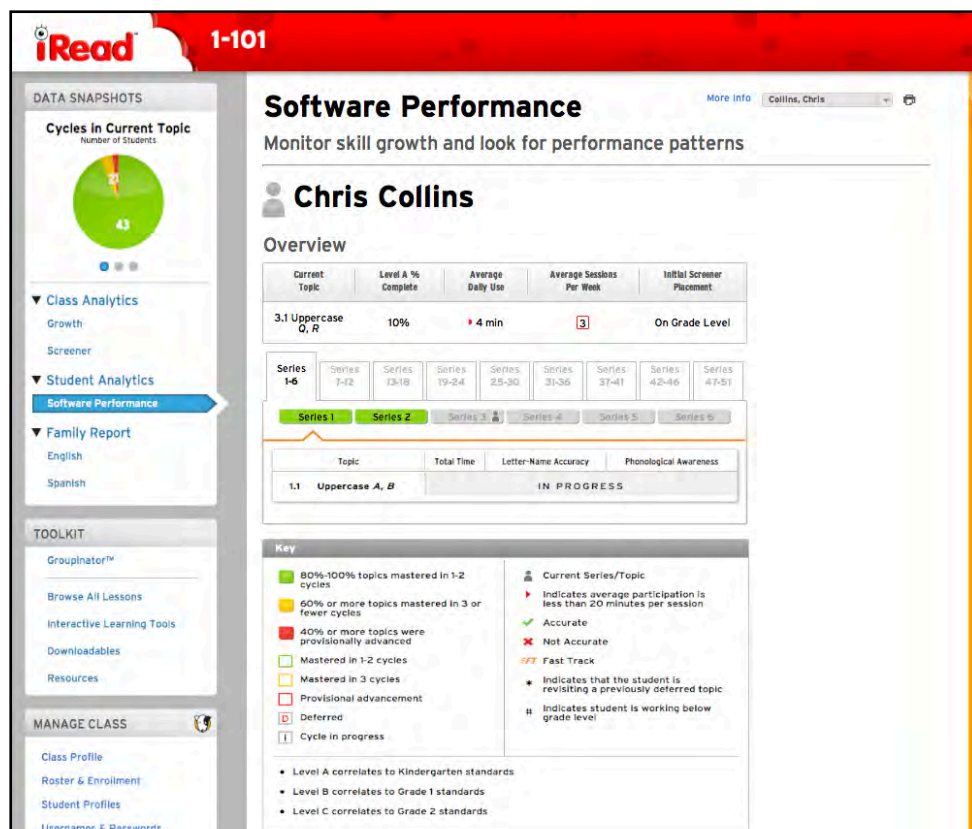 iRead
1-101
DATA SNAPSHOTS
Cycles in Current Topic
Number of Students
21
43
Class Analytics
Growth
Screener
Student Analytics
Software Performance
Family Report
English
Spanish
TOOLKIT
Groupinator™
Browse All Lessons
Interactive Learning Tools
Downloadables
Resources
MANAGE CLASS
Class Profile
Roster & Enrollment
Student Profiles
Usernames & Passwords
Software Performance
More Info
Collins, Chris
Monitor skill growth and look for performance patterns
Chris Collins
Overview
Current Topic
Level A % Complete
Average Daily Use
Average Sessions Per Week
Initial Screener Placement
3.1 Uppercase Q, R
10%
4 min
3
On Grade Level
Series 1-6
Series 7-12
Series 13-18
Series 19-24
Series 25-30
Series 31-36
Series 37-41
Series 42-46
Series 47-51
Series 1
Series 2
Series 3
Series 4
Series 5
Series 6
Topic
Total Time
Letter-Name Accuracy
Phonological Awareness
1.1 Uppercase A, B
IN PROGRESS
Key
80%-100% topics mastered in 1-2
cycles
60% or more topics mastered in 3 or
fewer cycles
40% or more topics were
provisionally advanced
Mastered in 1-2 cycles
Mastered in 3 cycles
Provisional advancement
D Deferred
i Cycle in progress
Current Series/Topic
Indicates average participation is
less than 20 minutes per session
Accurate
Not Accurate
FT Fast Track
* Indicates that the student is
revisiting a previously deferred topic
# Indicates student is working below
grade level
• Level A correlates to Kindergarten standards
• Level B correlates to Grade 1 standards
• Level C correlates to Grade 2 standards